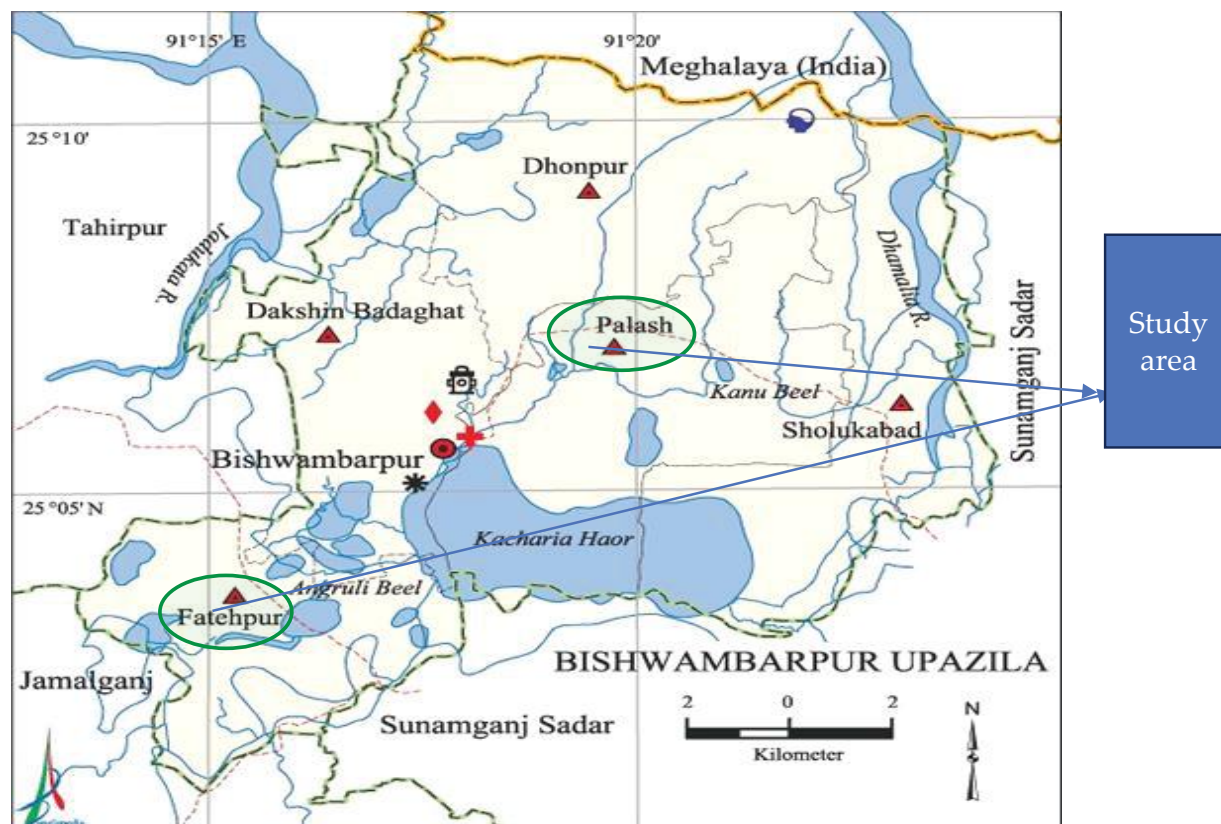 91°15' E
91°20'
Meghalaya (India)
25°10'
Dhonpur
Tahirpur
Jadukata R.
Dhamalia R.
Dakshin Badaghat
Palash
Sunamganj Sadar
Study
area
Kanu Beel
Sholukabad
Bishwambarpur
25°05' N
Kacharia Haor
Angruli Beel
Fatehpur
BISHWAMBARPUR UPAZILA
Jamalganj
Sunamganj Sadar
2 0 2
N
Kilometer